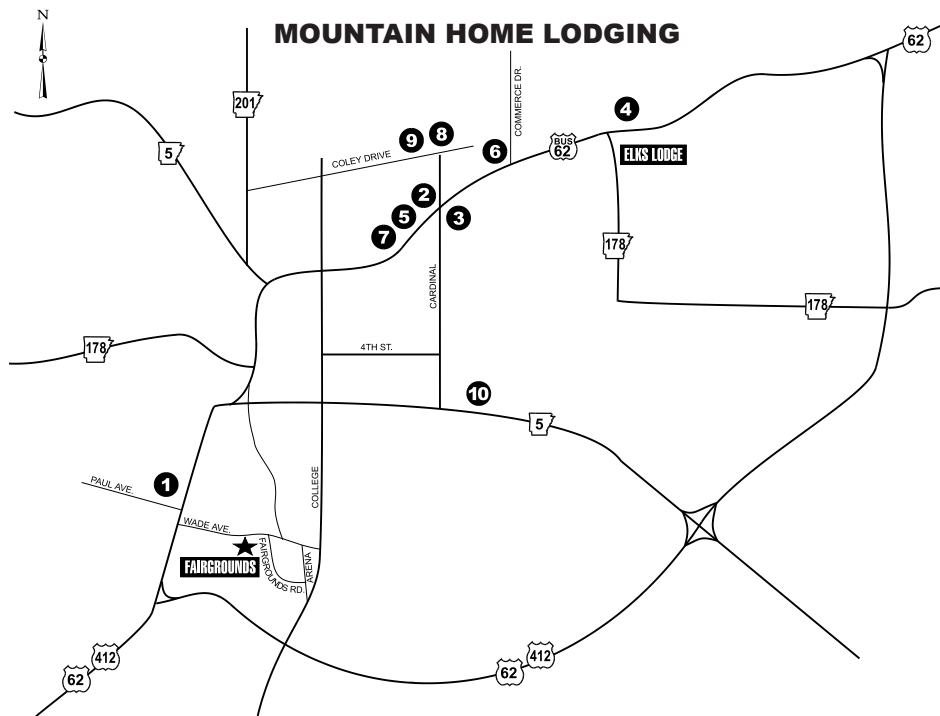 N
MOUNTAIN HOME LODGING
62
201
COMMERCE DR.
4
5
9
8
6
BUS
62
ELKS LODGE
COLEY DRIVE
2
5
3
7
178
CARDINAL
178
178
4TH ST.
10
5
PAUL AVE.
1
COLLEGE
WADE AVE.
FAIRGROUNDS
FAIRGROUNDS RD.
ARENA
62
412
62
412